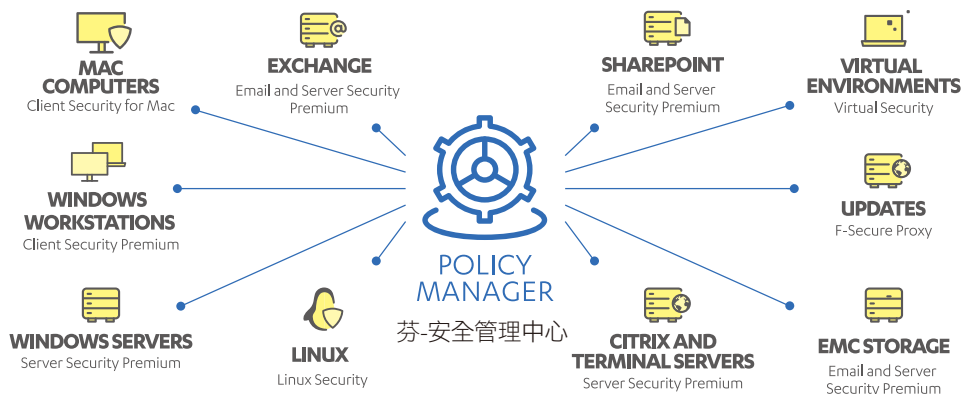 MAC
COMPUTERS
Client Security for Mac
EXCHANGE
Email and Server Security
Premium
SHAREPOINT
Email and Server
Security Premium
VIRTUAL
ENVIRONMENTS
Virtual Security
WINDOWS
WORKSTATIONS
Client Security Premium
POLICY
MANAGER
芬-安全管理中心
UPDATES
F-Secure Proxy
WINDOWS SERVERS
Server Security Premium
LINUX
Linux Security
CITRIX AND
TERMINAL SERVERS
Server Security Premium
EMC STORAGE
Email and Server
Security Premium